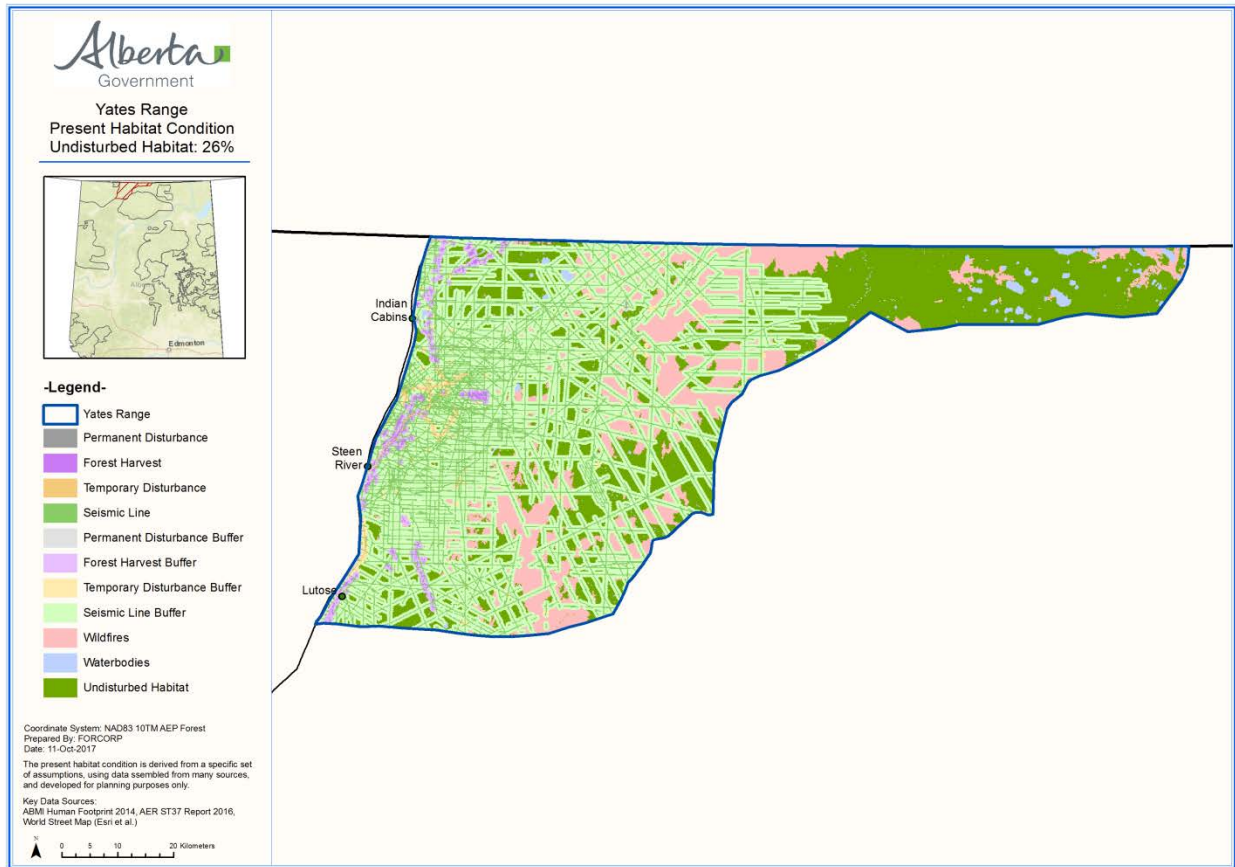 Alberta
Government
Yates Range
Present Habitat Condition
Undisturbed Habitat: 26%
Edmonton
-Legend-
Yates Range
Permanent Disturbance
Forest Harvest
Temporary Disturbance
Seismic Line
Permanent Disturbance Buffer
Forest Harvest Buffer
Temporary Disturbance Buffer
Seismic Line Buffer
Wildfires
Waterbodies
Undisturbed Habitat
Coordinate System: NAD83 10TM AEP Forest
Prepared By: FORCORP
Date: 11-Oct-2017
The present habitat condition is derived from a specific set
of assumptions, using data ssembled from many sources,
and developed for planning purposes only.
Key Data Sources:
ABMI Human Footprint 2014, AER ST37 Report 2016,
World Street Map (Esri et al.)
N
0 5 10 20 Kilometers
Indian
Cabins
Steen
River
Lutose